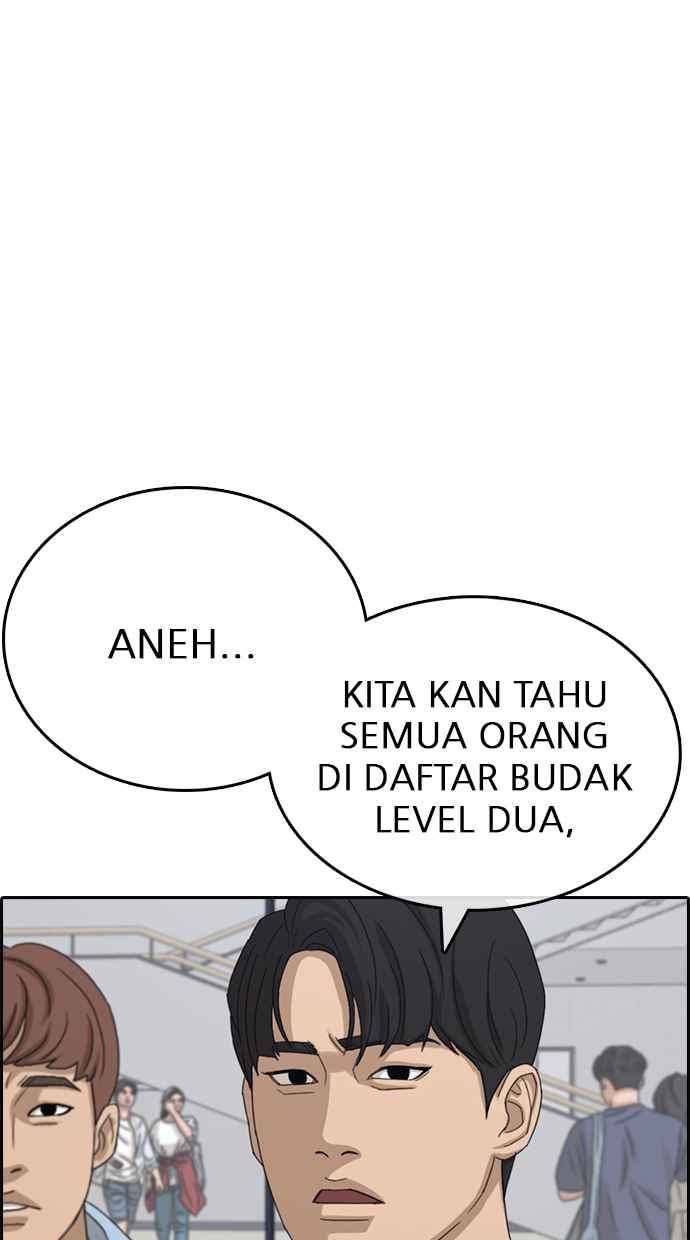 ANEH...
KITA KAN TAHU
SEMUA ORANG
DI DAFTAR BUDAK
LEVEL DUA,